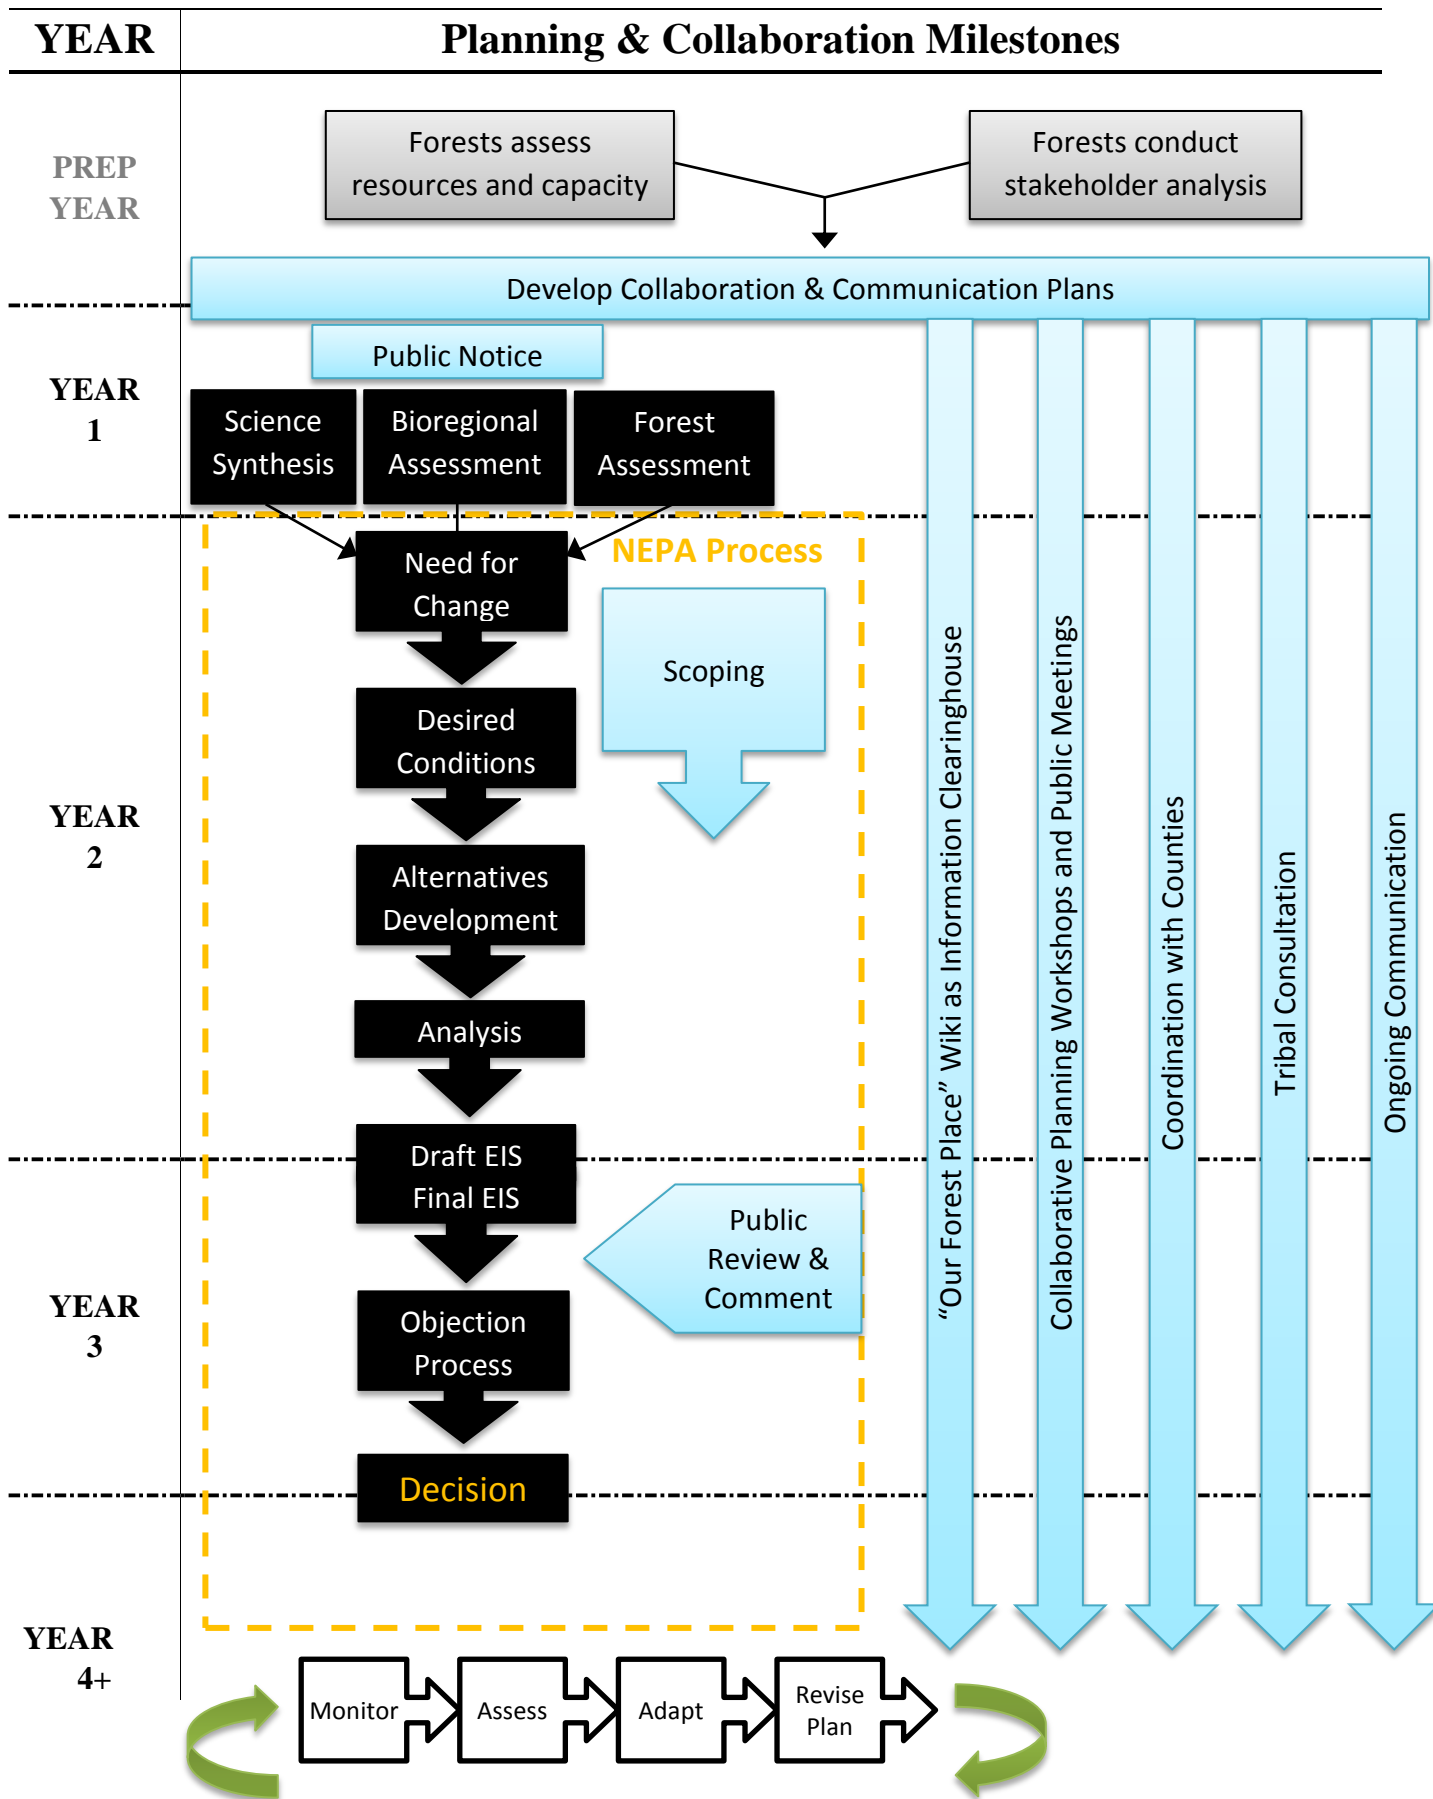 YEAR
Planning & Collaboration Milestones
PREP
YEAR
Forests assess
resources and capacity
Forests conduct
stakeholder analysis
Develop Collaboration & Communication Plans
YEAR
1
Public Notice
Science
Synthesis
Bioregional
Assessment
Forest
Assessment
NEPA Process
Need for
Change
Scoping
Desired
Conditions
YEAR
2
Alternatives
Development
Analysis
Draft EIS
Final EIS
Public
Review &
Comment
YEAR
3
Objection
Process
Decision
“Our Forest Place” Wiki as Information Clearinghouse
Collaborative Planning Workshops and Public Meetings
Coordination with Counties
Tribal Consultation
Ongoing Communication
YEAR
4+
Monitor
Assess
Adapt
Revise
Plan